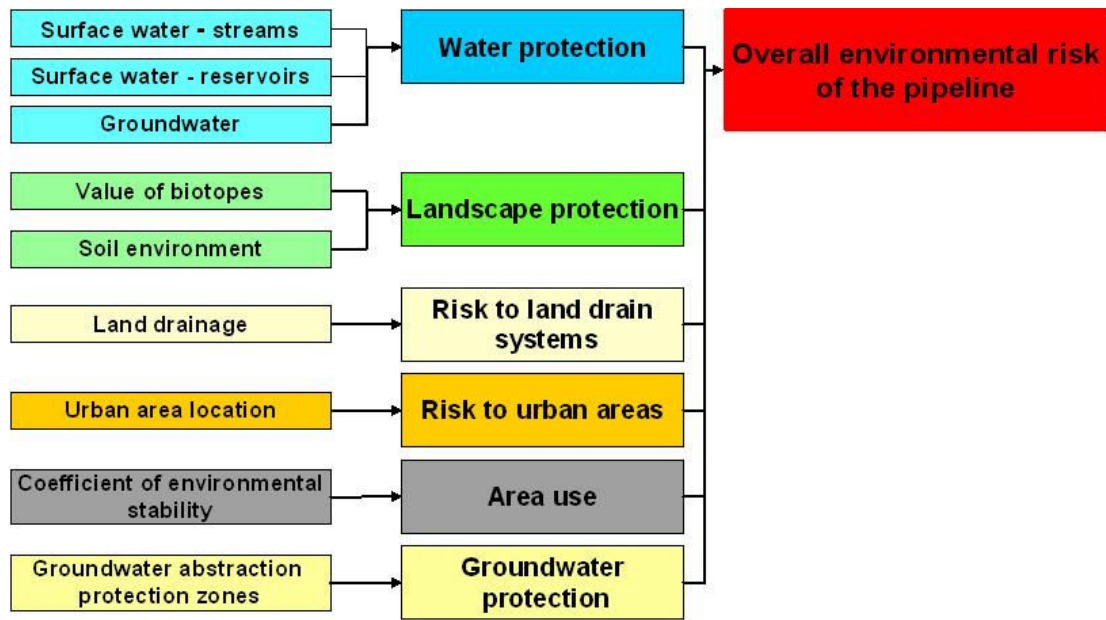 Surface water - streams
Surface water - reservoirs
Groundwater
Value of biotopes
Soil environment
Land drainage
Urban area location
Coefficient of environmental
stability
Groundwater abstraction
protection zones
Water protection
Landscape protection
Risk to land drain
systems
Risk to urban areas
Area use
Groundwater
protection
Overall environmental risk
of the pipeline